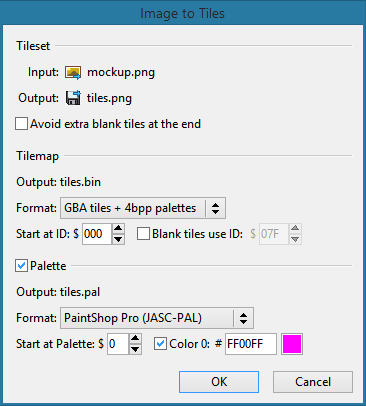 Image to Tiles
Tileset
Input: mockup.png
Output: tiles.png
Avoid extra blank tiles at the end
Tilemap
Output: tiles.bin
Format: GBA tiles + 4bpp palettes
Start at ID: $ 000 Blank tiles use ID: $ 07F
Palette
Output: tiles.pal
Format: PaintShop Pro (JASC-PAL)
Start at Palette: $ 0 Color 0: # FF00FF
OK Cancel